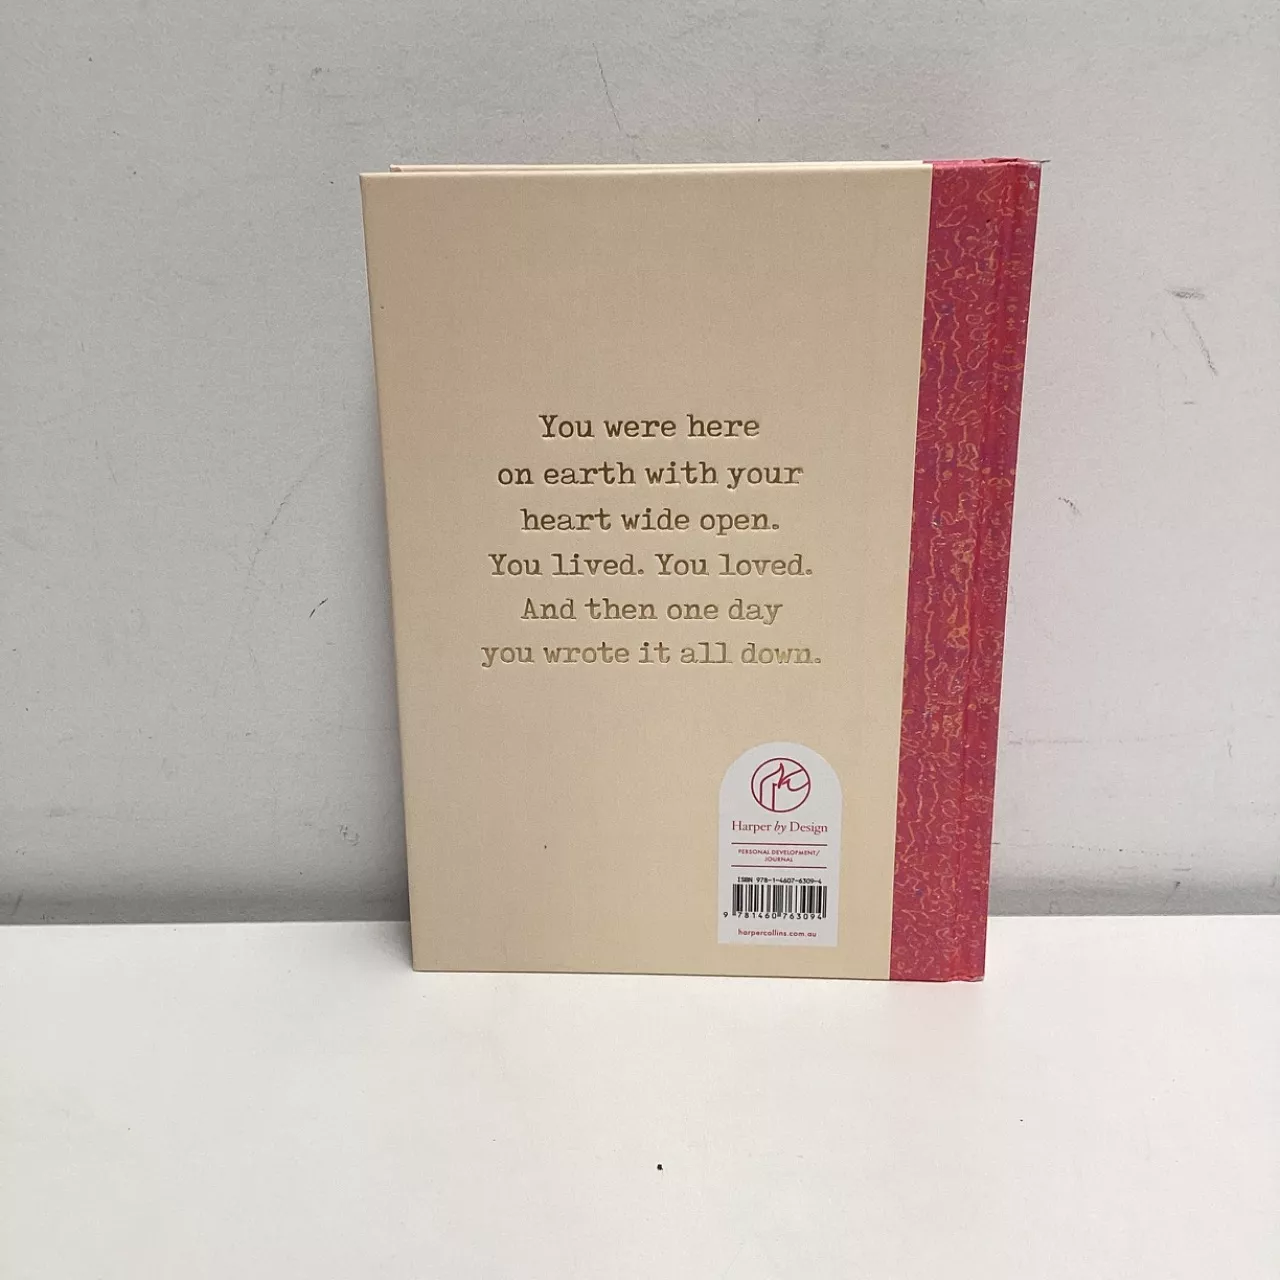 You were here
on earth with your
heart wide open.
You lived. You loved.
And then one day
you wrote it all down.
Harper by Design
PERSONAL DEVELOPMENT/
JOURNAL
ISBN 978-1-4607-6309-4
9 781460 763094
harpercollins.com.au